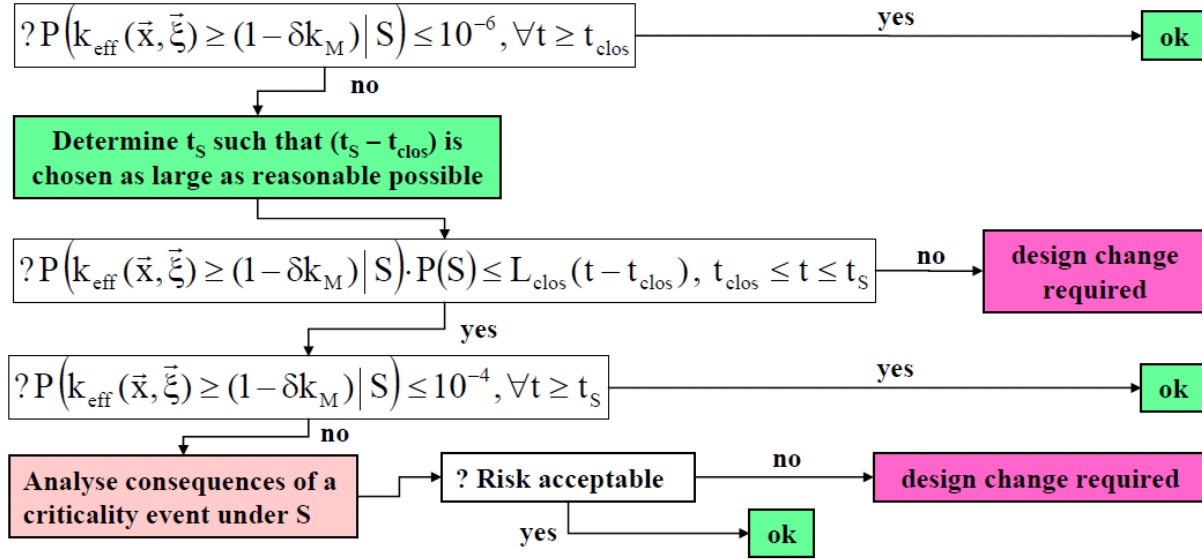 ? P(k_eff(x⃗, ξ⃗) ≥ (1−δk_M) | S) ≤ 10⁻⁶, ∀t ≥ t_clos
yes
ok
no
Determine t_S such that (t_S – t_clos) is
chosen as large as reasonable possible
? P(k_eff(x⃗, ξ⃗) ≥ (1−δk_M) | S)·P(S) ≤ L_clos(t − t_clos), t_clos ≤ t ≤ t_S
no
design change
required
yes
? P(k_eff(x⃗, ξ⃗) ≥ (1−δk_M) | S) ≤ 10⁻⁴, ∀t ≥ t_S
yes
ok
no
Analyse consequences of a
criticality event under S
? Risk acceptable
no
design change required
yes
ok